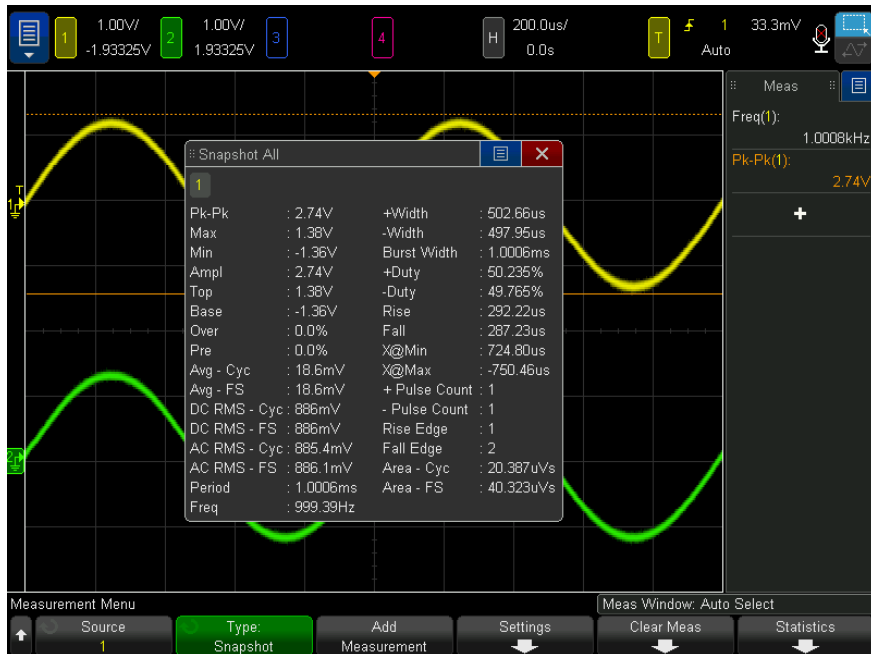 1 1.00V/ 2 1.00V/ 3 4 H 200.0us/ T 1 33.3mV
-1.93325V 1.93325V 0.0s Auto
Meas
Freq(1):
1.0008kHz
Pk-Pk(1):
2.74V
+
T
1
2
Snapshot All
1
Pk-Pk : 2.74V +Width : 502.66us
Max : 1.38V -Width : 497.95us
Min : -1.36V Burst Width : 1.0006ms
Ampl : 2.74V +Duty : 50.235%
Top : 1.38V -Duty : 49.765%
Base : -1.36V Rise : 292.22us
Over : 0.0% Fall : 287.23us
Pre : 0.0% X@Min : 724.80us
Avg - Cyc : 18.6mV X@Max : -750.46us
Avg - FS : 18.6mV + Pulse Count : 1
DC RMS - Cyc : 886mV - Pulse Count : 1
DC RMS - FS : 886mV Rise Edge : 1
AC RMS - Cyc : 885.4mV Fall Edge : 2
AC RMS - FS : 886.1mV Area - Cyc : 20.387uVs
Period : 1.0006ms Area - FS : 40.323uVs
Freq : 999.39Hz
Measurement Menu Meas Window: Auto Select
Source Type: Add Settings Clear Meas Statistics
1 Snapshot Measurement